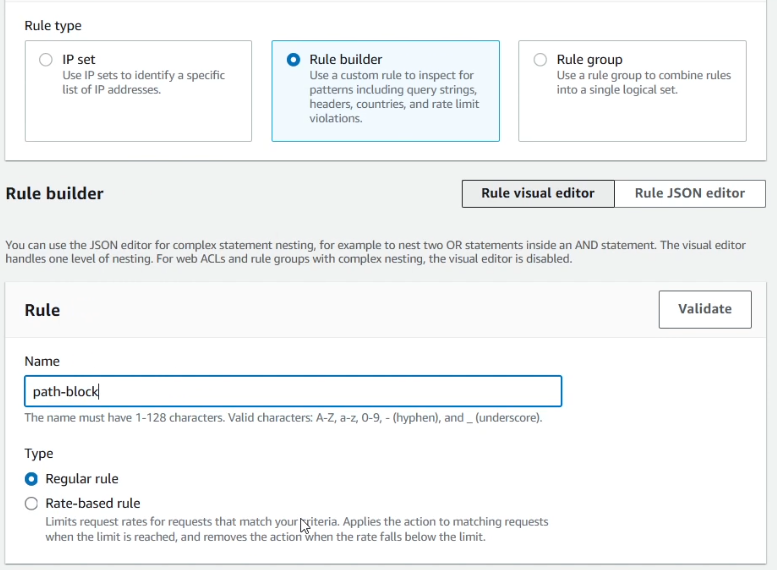 Rule type
IP set
Use IP sets to identify a specific
list of IP addresses.
Rule builder
Use a custom rule to inspect for
patterns including query strings,
headers, countries, and rate limit
violations.
Rule group
Use a rule group to combine rules
into a single logical set.
Rule builder
Rule visual editor
Rule JSON editor
You can use the JSON editor for complex statement nesting, for example to nest two OR statements inside an AND statement. The visual editor
handles one level of nesting. For web ACLs and rule groups with complex nesting, the visual editor is disabled.
Rule
Validate
Name
path-block
The name must have 1-128 characters. Valid characters: A-Z, a-z, 0-9, - (hyphen), and _ (underscore).
Type
Regular rule
Rate-based rule
Limits request rates for requests that match your criteria. Applies the action to matching requests
when the limit is reached, and removes the action when the rate falls below the limit.